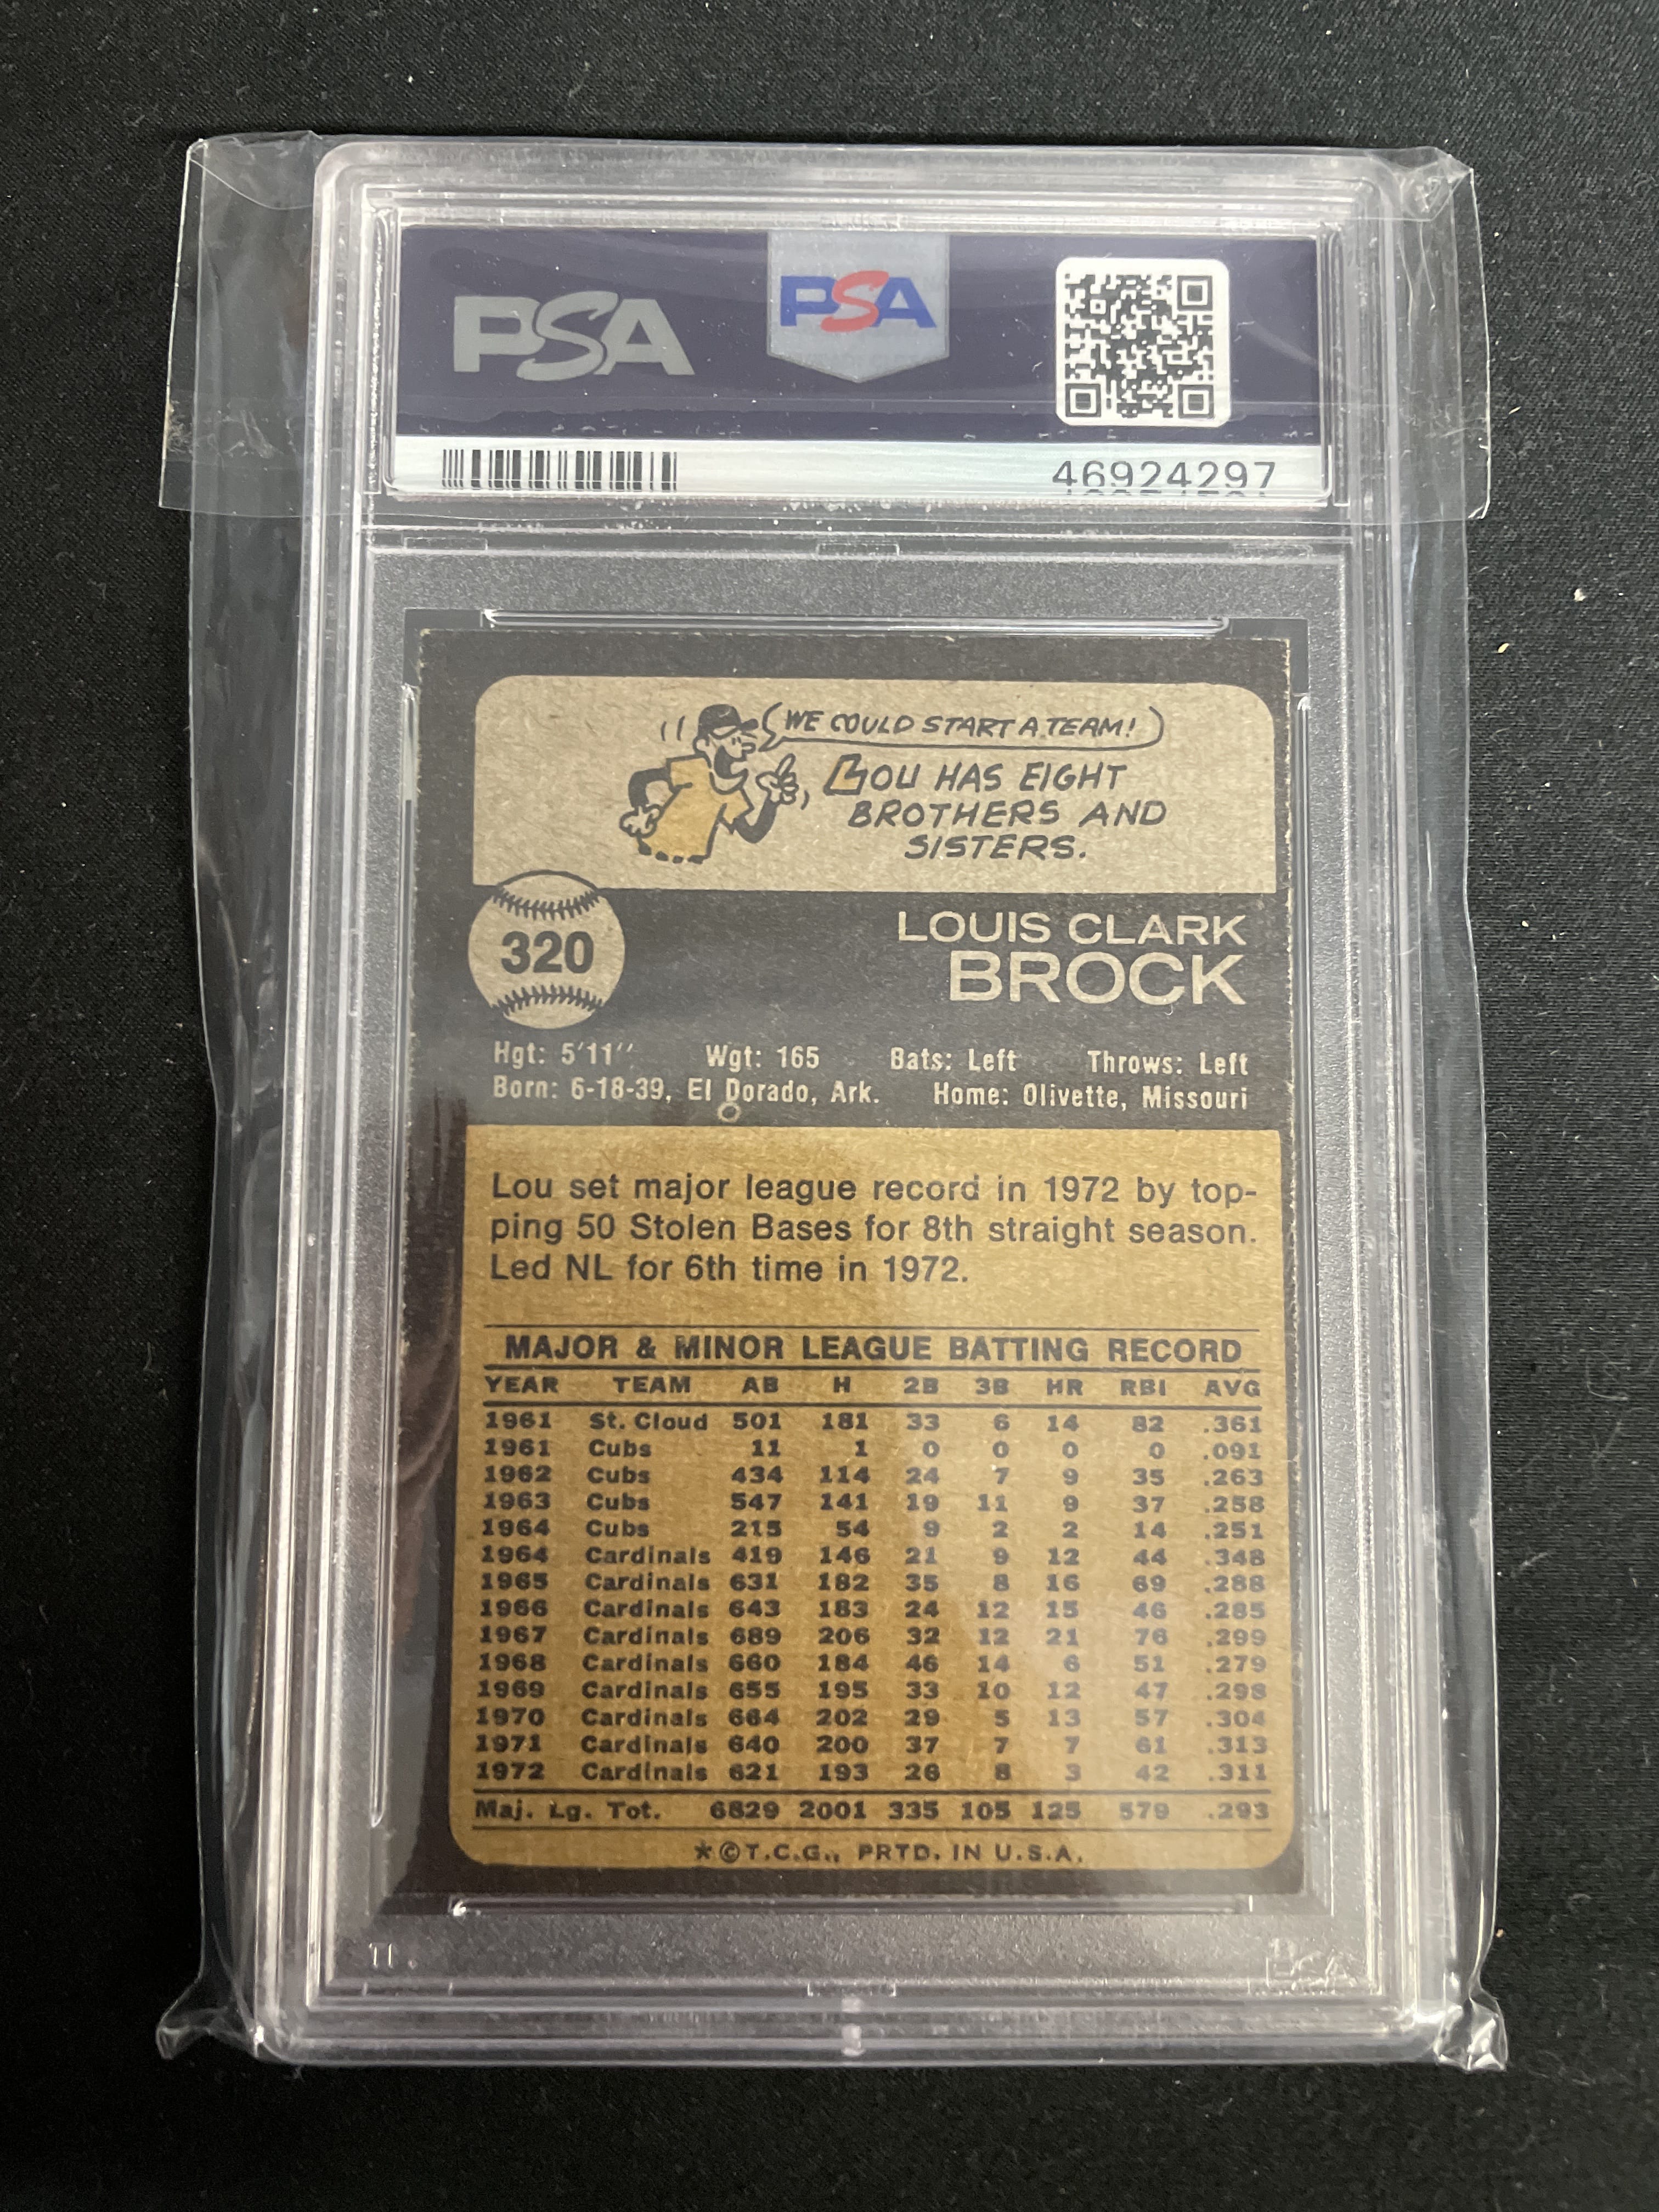 PSA
PSA
46924297
WE COULD START A TEAM!
LOU HAS EIGHT
BROTHERS AND
SISTERS.
320
LOUIS CLARK
BROCK
Hgt: 5'11'' Wgt: 165 Bats: Left Throws: Left
Born: 6-18-39, El Dorado, Ark. Home: Olivette, Missouri
Lou set major league record in 1972 by top-
ping 50 Stolen Bases for 8th straight season.
Led NL for 6th time in 1972.
MAJOR & MINOR LEAGUE BATTING RECORD
YEAR TEAM AB H 2B 3B HR RBI AVG
1961 St. Cloud 501 181 33 6 14 82 .361
1961 Cubs 11 1 0 0 0 0 .091
1962 Cubs 434 114 24 7 9 35 .263
1963 Cubs 547 141 19 11 9 37 .258
1964 Cubs 215 54 9 2 2 14 .251
1964 Cardinals 419 146 21 9 12 44 .348
1965 Cardinals 631 182 35 8 16 69 .288
1966 Cardinals 643 183 24 12 15 46 .285
1967 Cardinals 689 206 32 12 21 76 .299
1968 Cardinals 660 184 46 14 6 51 .279
1969 Cardinals 655 195 33 10 12 47 .298
1970 Cardinals 664 202 29 5 13 57 .304
1971 Cardinals 640 200 37 7 7 61 .313
1972 Cardinals 621 193 26 8 3 42 .311
Maj. Lg. Tot. 6829 2001 335 105 125 579 .293
*©T.C.G., PRTD. IN U.S.A.